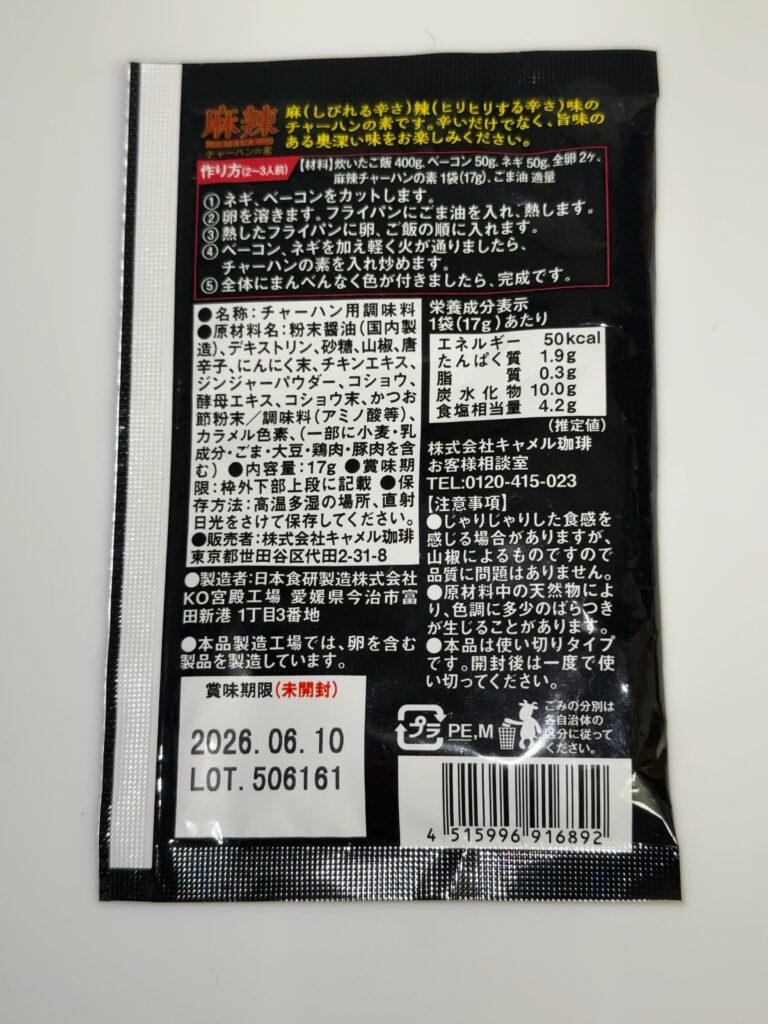 麻辣
MALA
チャーハンの素
麻(しびれる辛さ)辣(ヒリヒリする辛さ)味の
チャーハンの素です。辛いだけでなく、旨味の
ある奥深い味をお楽しみください。
作り方(2~3人前)
【材料】炊いたご飯 400g、ベーコン 50g、ネギ 50g、全卵 2ケ、
麻辣チャーハンの素 1袋(17g)、ごま油 適量
① ネギ、ベーコンをカットします。
② 卵を溶きます。フライパンにごま油を入れ、熱します。
③ 熱したフライパンに卵、ご飯の順に入れます。
④ ベーコン、ネギを加え軽く火が通りましたら、
チャーハンの素を入れ炒めます。
⑤ 全体にまんべんなく色が付きましたら、完成です。
●名称:チャーハン用調味料
●原材料名:粉末醤油(国内製
造)、デキストリン、砂糖、山椒、唐
辛子、にんにく末、チキンエキス、
ジンジャーパウダー、コショウ、
酵母エキス、コショウ末、かつお
節粉末/調味料(アミノ酸等)、
カラメル色素、(一部に小麦・乳
成分・ごま・大豆・鶏肉・豚肉を含
む) ●内容量:17g ●賞味期
限:枠外下部上段に記載 ●保
存方法:高温多湿の場所、直射
日光をさけて保存してください。
●販売者:株式会社キャメル珈琲
東京都世田谷区代田2-31-8
●製造者:日本食研製造株式会社
KO宮殿工場 愛媛県今治市富
田新港 1丁目3番地
●本品製造工場では、卵を含む
製品を製造しています。
栄養成分表示
1袋(17g)あたり
エネルギー 50kcal
たんぱく質 1.9g
脂質 0.3g
炭水化物 10.0g
食塩相当量 4.2g
(推定値)
株式会社キャメル珈琲
お客様相談室
TEL:0120-415-023
【注意事項】
●じゃりじゃりした食感を
感じる場合がありますが、
山椒によるものですので
品質に問題はありません。
●原材料中の天然物によ
り、色調に多少のばらつき
が生じることがあります。
●本品は使い切りタイプ
です。開封後は一度で使
い切ってください。
賞味期限(未開封)
2026.06.10
LOT.506161
プラ PE,M
ごみの分別は
各自治体の
区分に従って
ください。
4 515996 916892